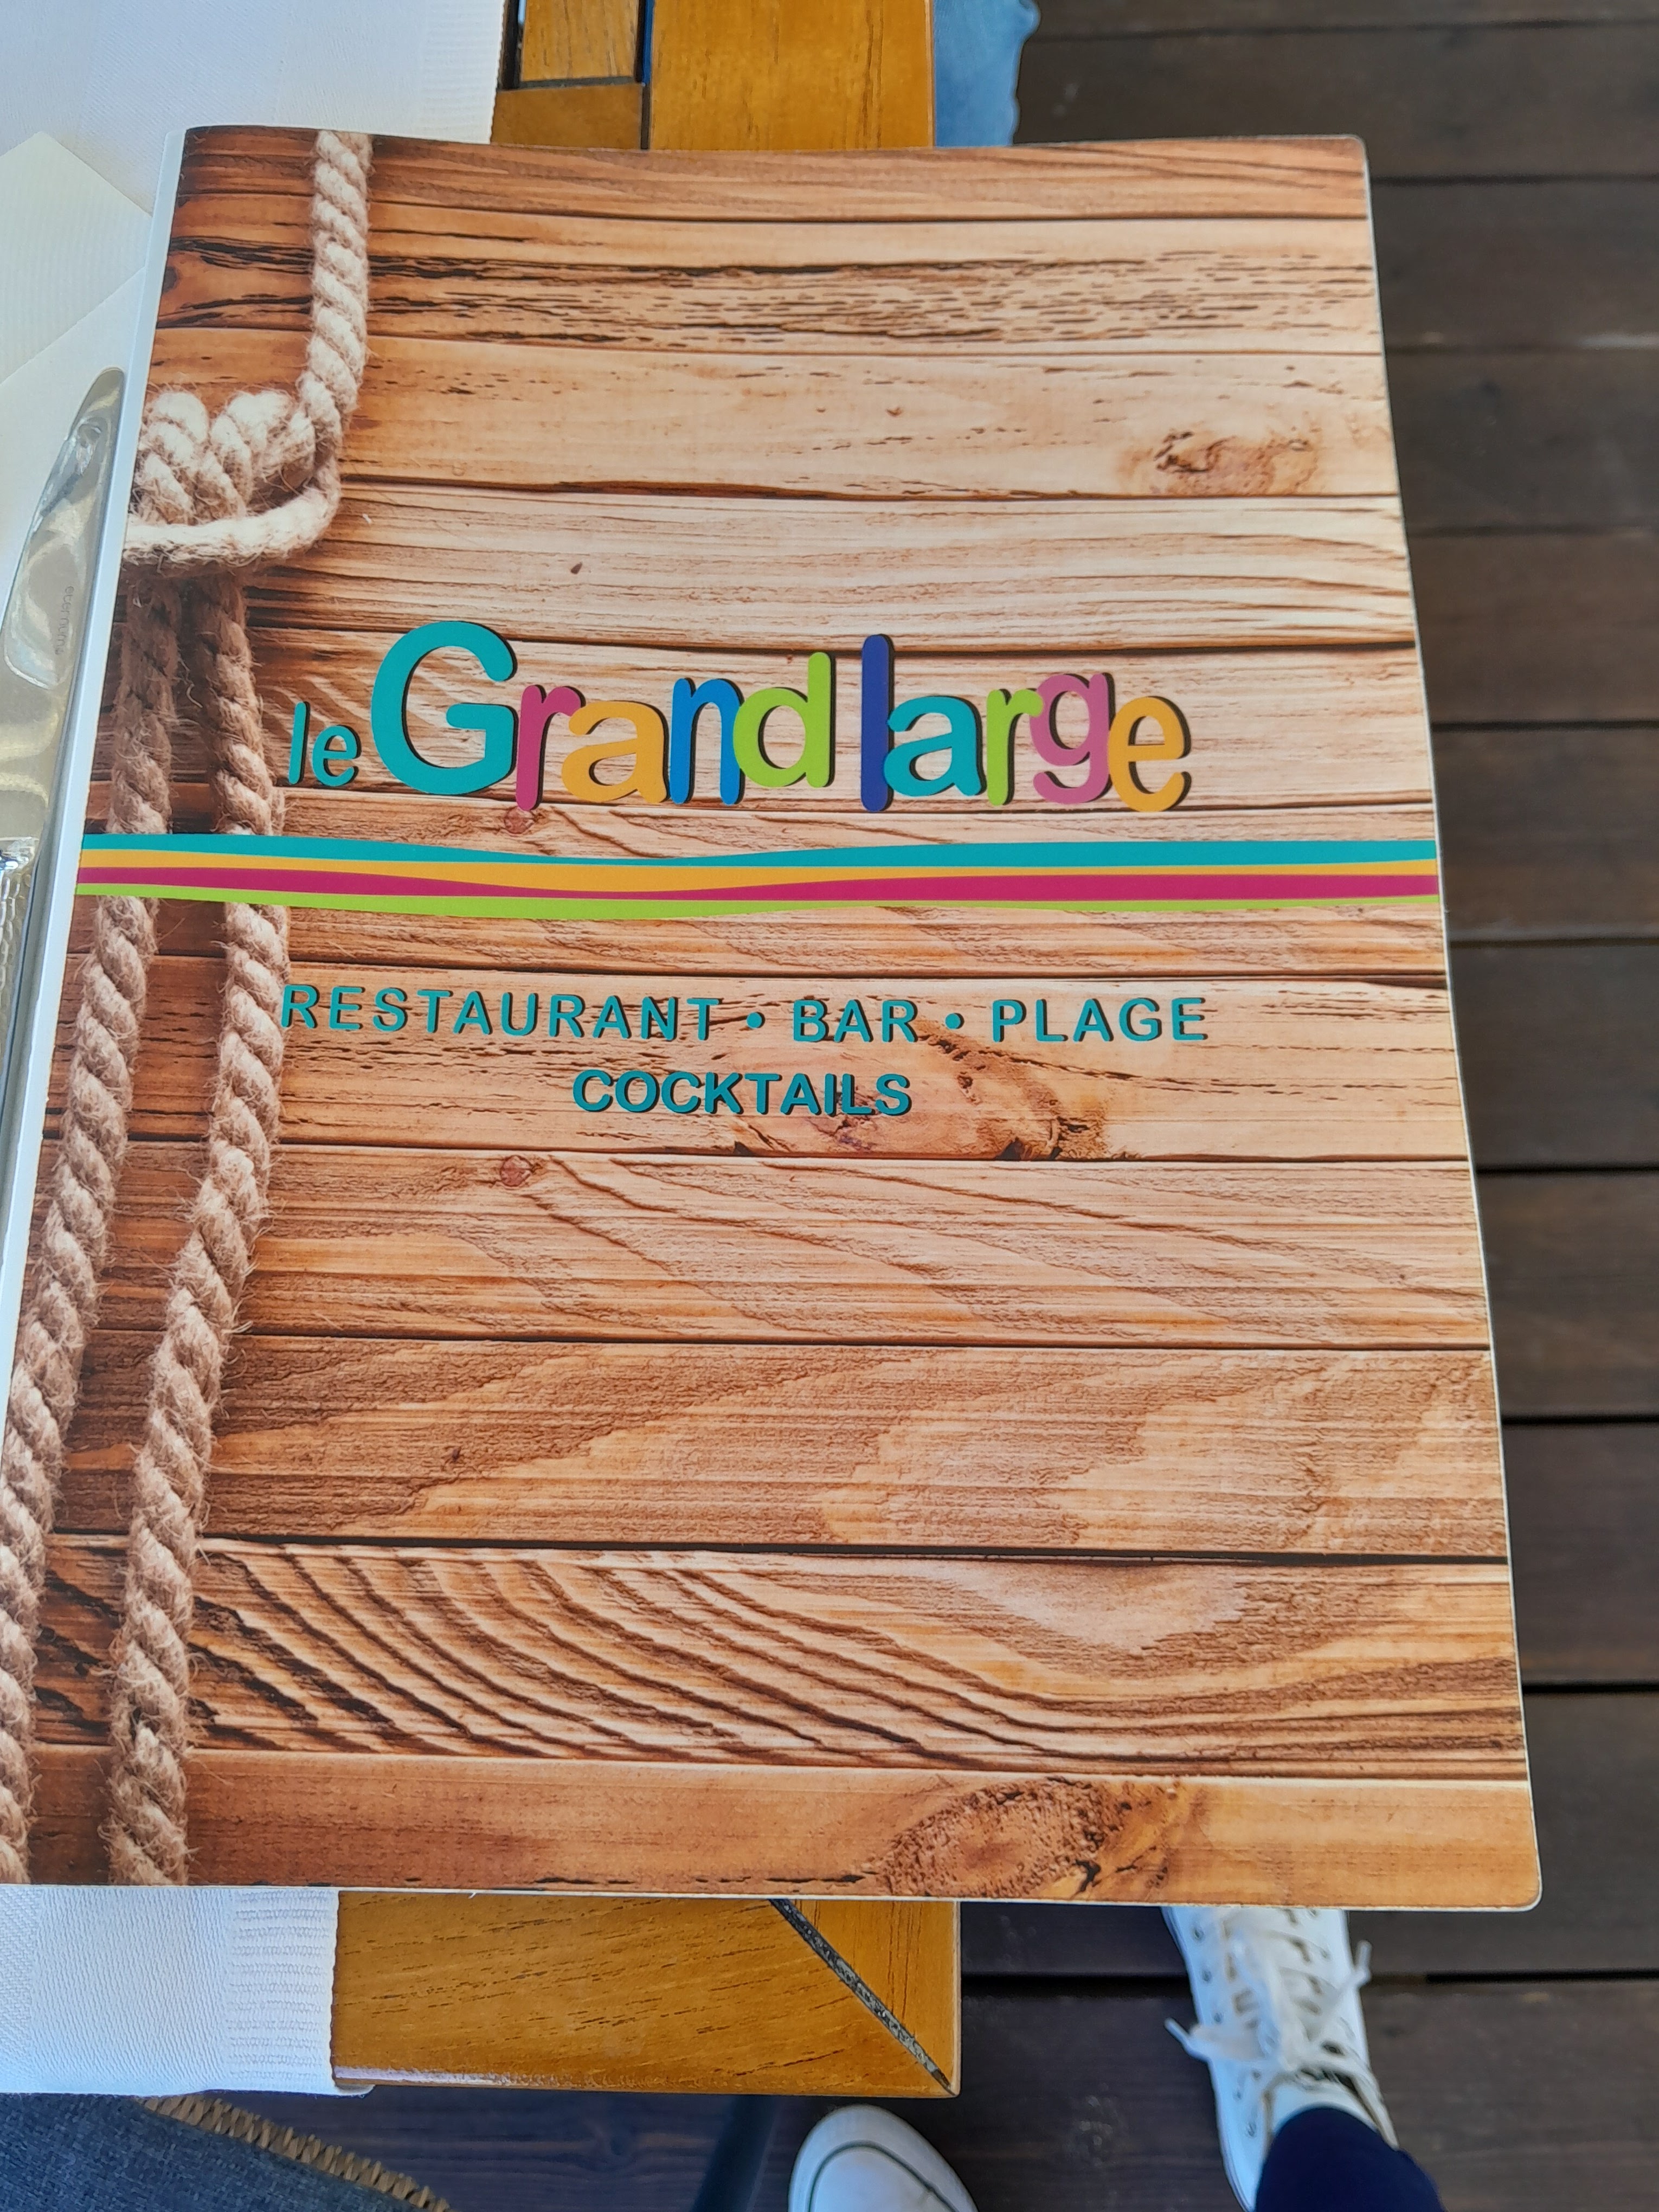 le Grand large
RESTAURANT • BAR • PLAGE
COCKTAILS